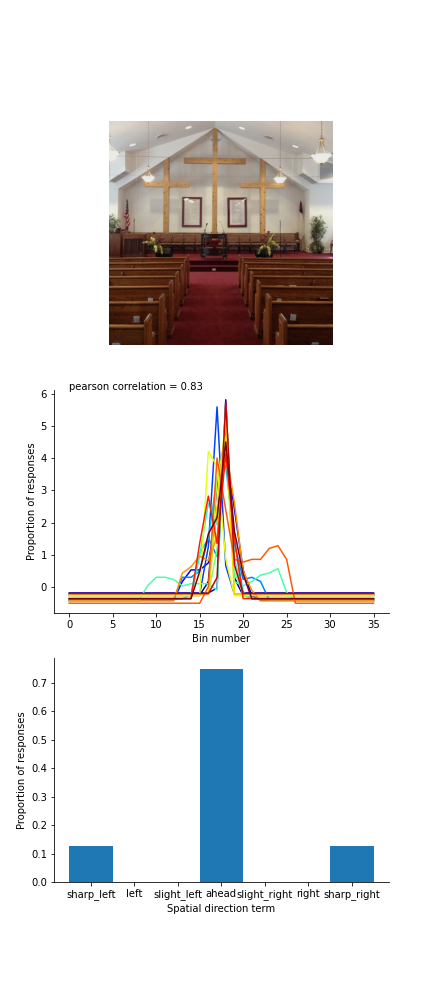 pearson correlation = 0.83
6
5
4
3
2
1
0
Proportion of responses
0 5 10 15 20 25 30 35
Bin number
0.7
0.6
0.5
0.4
0.3
0.2
0.1
0.0
Proportion of responses
sharp_left left slight_left ahead slight_right right sharp_right
Spatial direction term